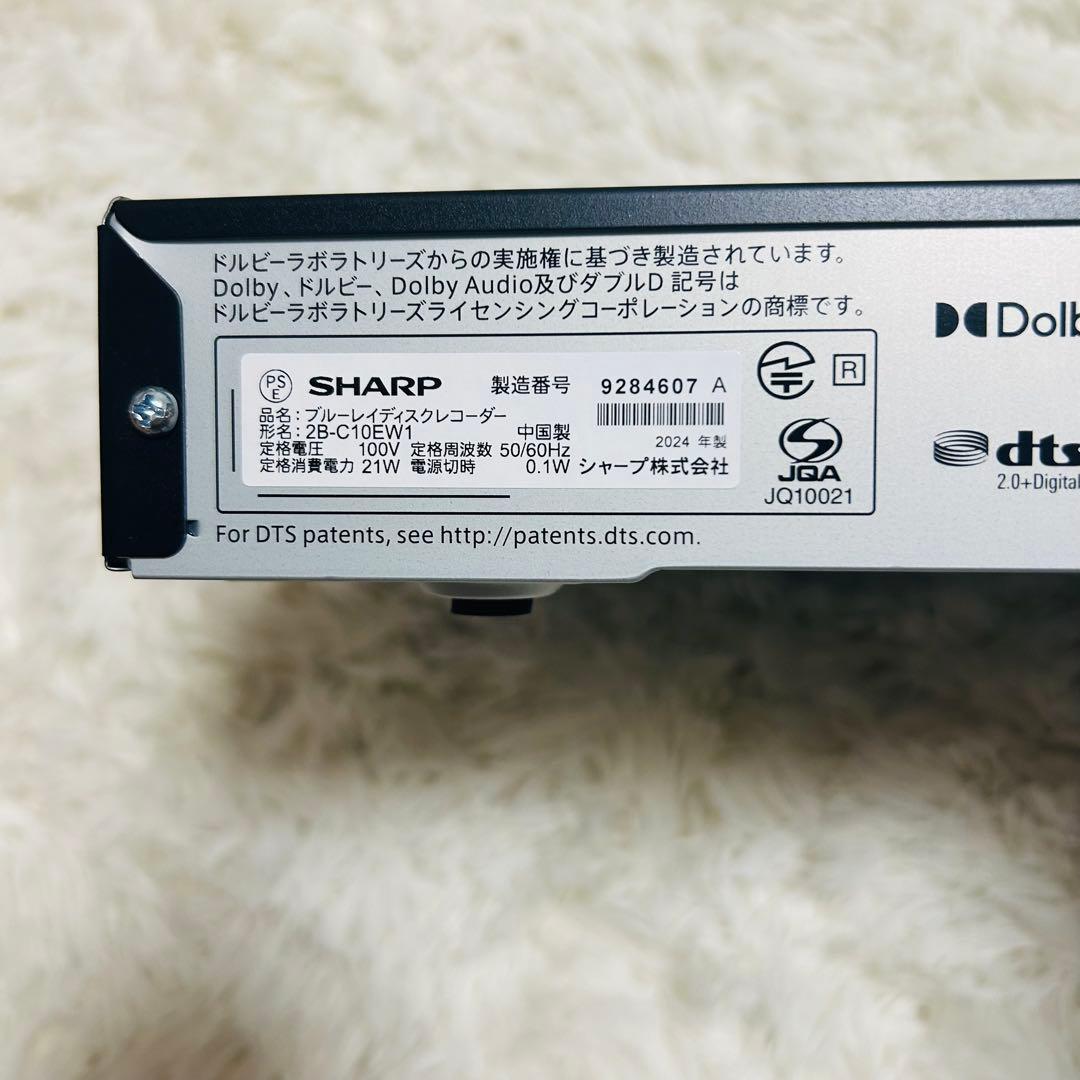 ドルビーラボラトリーズからの実施権に基づき製造されています。
Dolby、ドルビー、Dolby Audio及びダブルD 記号は
ドルビーラボラトリーズライセンシングコーポレーションの商標です。
PS
E
SHARP 製造番号 9284607 A
品名：ブルーレイディスクレコーダー
形名：2B-C10EW1 中国製
定格電圧 100V 定格周波数 50/60Hz 2024 年製
定格消費電力 21W 電源切時 0.1W シャープ株式会社
R
JQA
JQ10021
For DTS patents, see http://patents.dts.com.
Dolb
dts
2.0+Digital